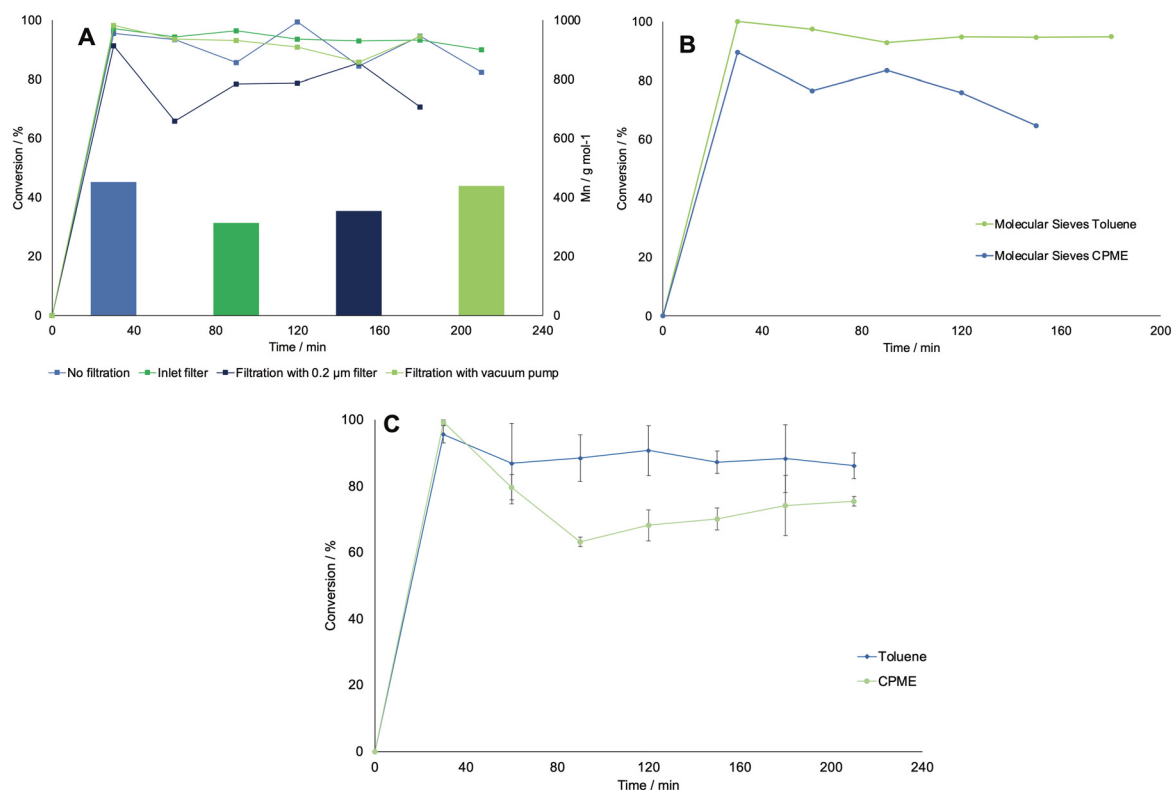 A
100
80
60
40
20
0
Conversion / %
1000
800
600
400
200
0
Mn / g mol-1
0 40 80 120 160 200 240
Time / min
No filtration Inlet filter Filtration with 0.2 µm filter Filtration with vacuum pump
B
100
80
60
40
20
0
Conversion / %
Molecular Sieves Toluene
Molecular Sieves CPME
0 40 80 120 160 200
Time / min
C
100
80
60
40
20
0
Conversion / %
Toluene
CPME
0 40 80 120 160 200 240
Time / min